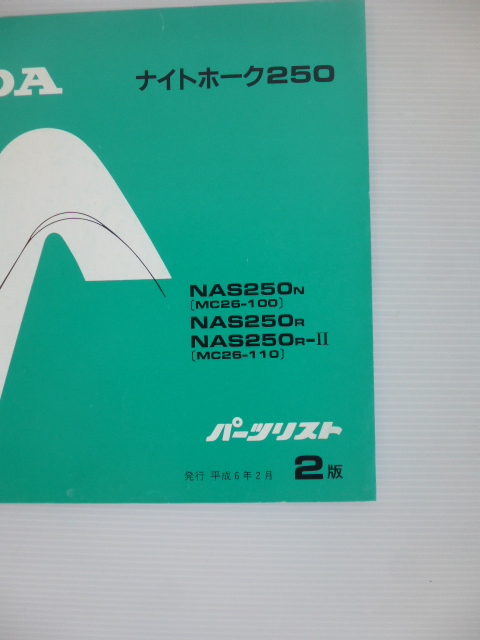 DA
ナイトホーク250
NAS250N
(MC26-100)
NAS250R
NAS250R-II
(MC26-110)
パーツリスト
発行 平成6年2月 2版